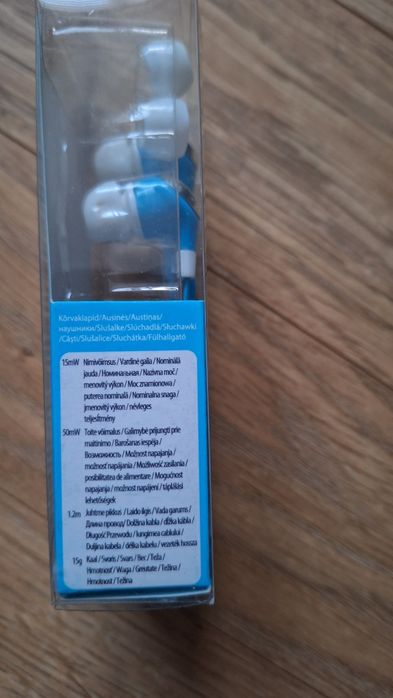 Kõrvaklapid/Ausinės/Austiņas/
наушники/Slušalke/Slúchadlá/Słuchawki
/Căşti/Slušalice/Sluchátka/Fülhallgató
15mW Nimivõimsus / Vardinė galia / Nominālā
jauda / Номинальная / Nazivna moč /
menovitý výkon / Moc znamionowa /
puterea nominală / Nominalna snaga /
jmenovitý výkon / névleges
teljesítmény
50mW Toite võimalus / Galimybė prijungti prie
maitinimo / Barošanas iespēja /
Возможность / Možnost napajanja /
možnosť napájania / Możliwość zasilania /
posibilitatea de alimentare / Mogućnost
napajanja / možnost napájení / táplálási
lehetőségek
1.2m Juhtme pikkus / Laido ilgis / Vada garums /
Длина провод/ Dolžina kabla / dĺžka kábla /
Długość Przewodu / lungimea cablului /
Duljina kabela / délka kabelu / vezeték hossza
15g Kaal / Svoris / Svars / Вес / Teža /
Hmotnosť / Waga / Greutate / Težina /
Hmotnost / Težina